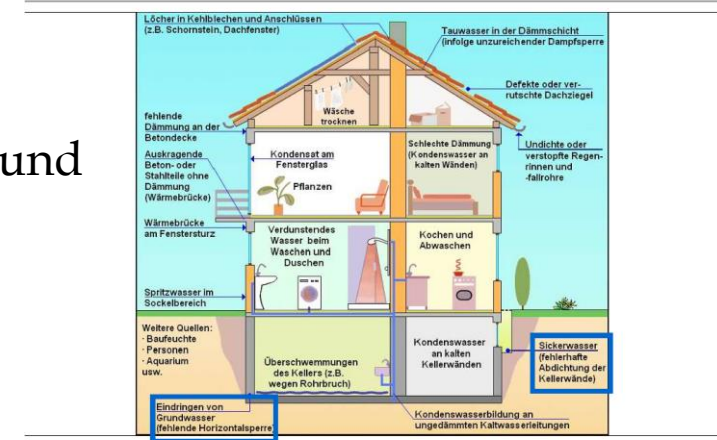 und
Löcher in Kehlblechen und Anschlüssen
(z.B. Schornstein, Dachfenster)
Tauwasser in der Dämmschicht
(infolge unzureichender Dampfsperre
Defekte oder ver-
rutschte Dachziegel
Wäsche
trocknen
fehlende
Dämmung an der
Betondecke
Auskragende
Beton- oder
Stahlteile ohne
Dämmung
(Wärmebrücke)
Kondensat am
Fensterglas
Pflanzen
Schlechte Dämmung
(Kondenswasser an
kalten Wänden)
Undichte oder
verstopfte Regen-
rinnen und
-fallrohre
Wärmebrücke
am Fenstersturz
Verdunstendes
Wasser beim
Waschen und
Duschen
Kochen und
Abwaschen
Spritzwasser im
Sockelbereich
Weitere Quellen:
- Baufeuchte
- Personen
- Aquarium
usw.
Überschwemmungen
des Kellers (z.B.
wegen Rohrbruch)
Kondenswasser
an kalten
Kellerwänden
Sickerwasser
(fehlerhafte
Abdichtung der
Kellerwände)
Eindringen von
Grundwasser
(fehlende Horizontalsperre)
Kondenswasserbildung an
ungedämmten Kaltwasserleitungen